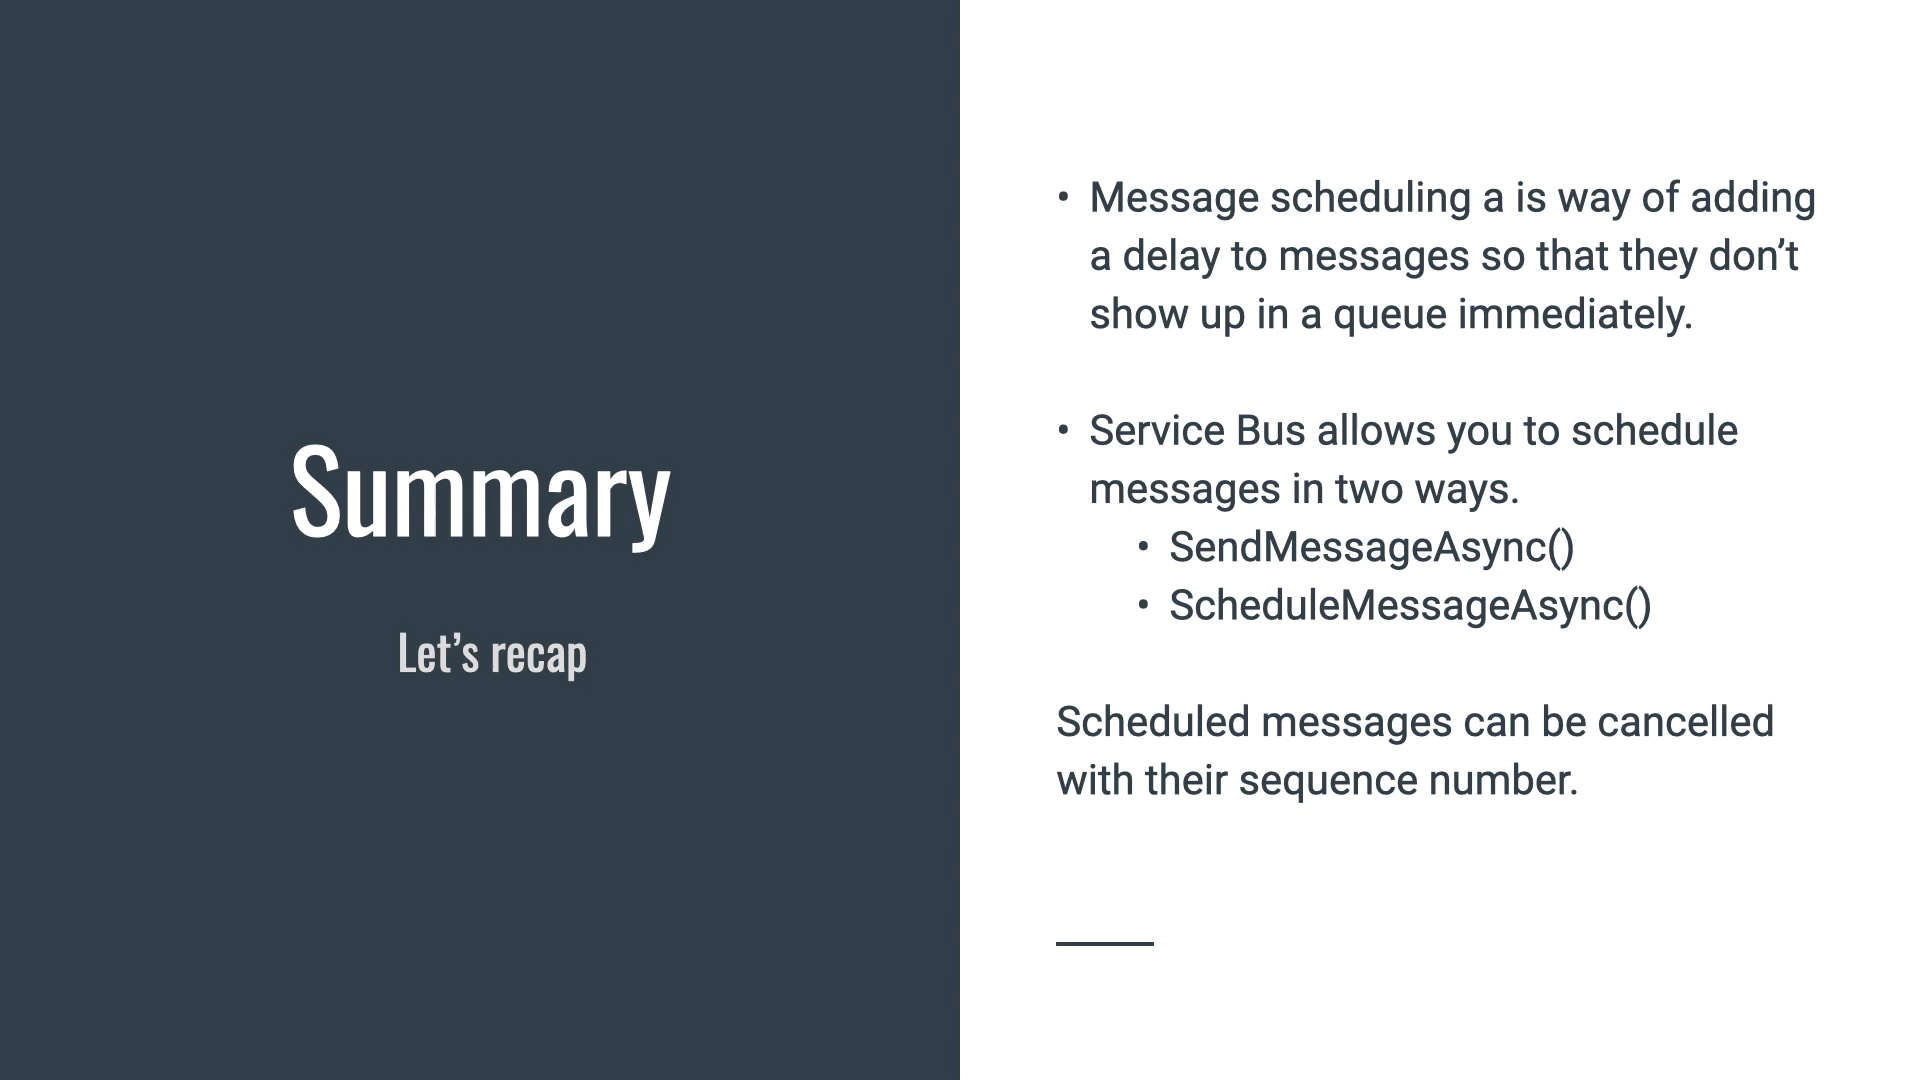 Summary
Let’s recap
• Message scheduling a is way of adding
a delay to messages so that they don’t
show up in a queue immediately.
• Service Bus allows you to schedule
messages in two ways.
• SendMessageAsync()
• ScheduleMessageAsync()
Scheduled messages can be cancelled
with their sequence number.